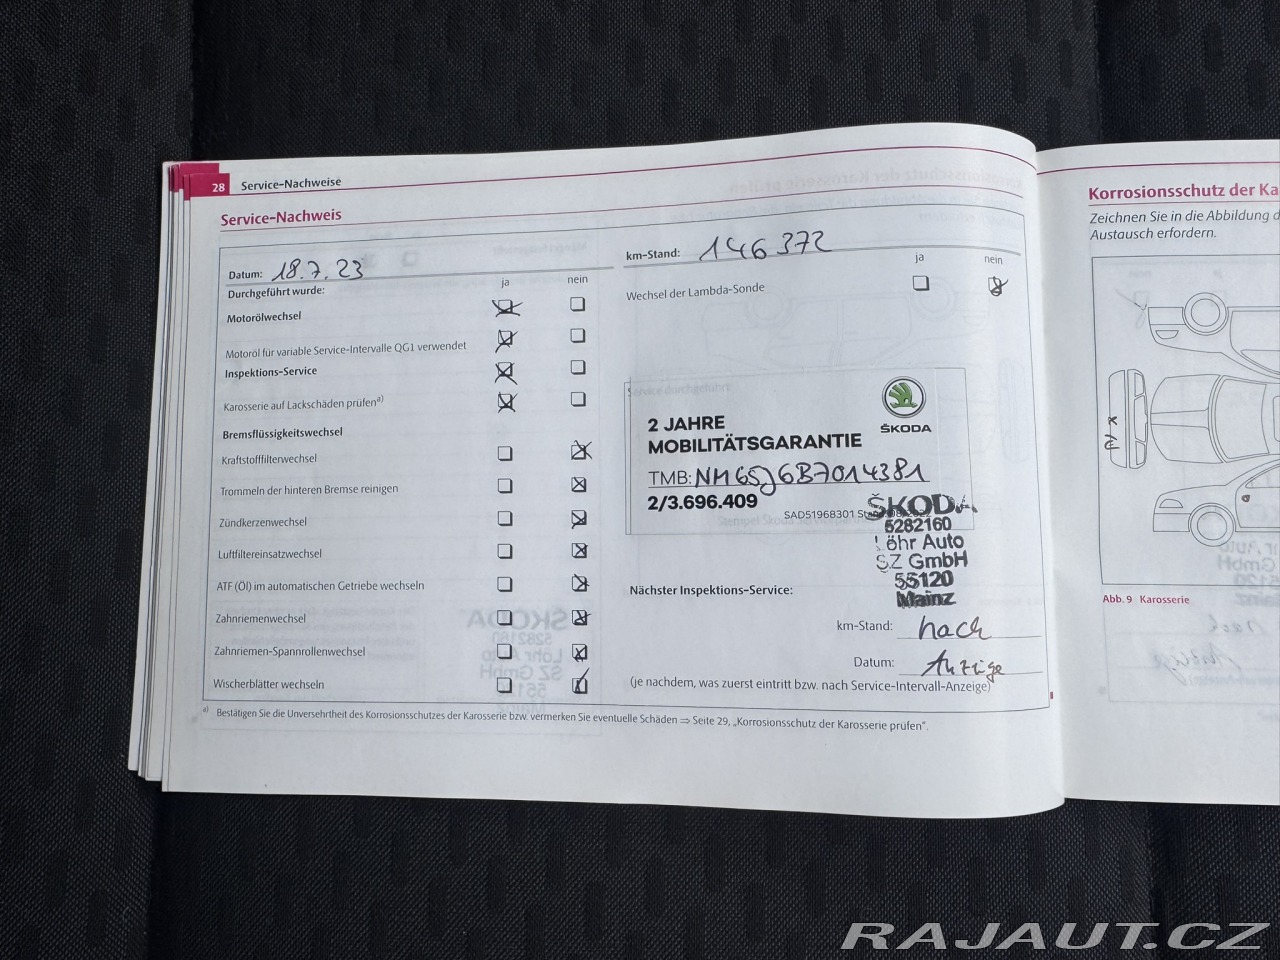 28 Service-Nachweise
Service-Nachweis
Datum: 18.7.23
Durchgeführt wurde:
ja nein
Motorölwechsel
Motoröl für variable Service-Intervalle QG1 verwendet
Inspektions-Service
Karosserie auf Lackschäden prüfen a)
Bremsflüssigkeitswechsel
Kraftstofffilterwechsel
Trommeln der hinteren Bremse reinigen
Zündkerzenwechsel
Luftfiltereinsatzwechsel
ATF (Öl) im automatischen Getriebe wechseln
Zahnriemenwechsel
Zahnriemen-Spannrollenwechsel
Wischerblätter wechseln
km-Stand: 146 372
ja nein
Wechsel der Lambda-Sonde
Service durchgeführt
2 JAHRE
MOBILITÄTSGARANTIE
ŠKODA
TMB: NM65J6B7014381
2/3.696.409
SAD51968301
ŠKODA
5282160
Löhr Auto
SZ GmbH
55120
Mainz
Nächster Inspektions-Service:
km-Stand: nach
Datum: Anzeige
(je nachdem, was zuerst eintritt bzw. nach Service-Intervall-Anzeige)
a) Bestätigen Sie die Unversehrtheit des Korrosionsschutzes der Karosserie bzw. vermerken Sie eventuelle Schäden ⇒ Seite 29, „Korrosionsschutz der Karosserie prüfen“.
Korrosionsschutz der Ka
Zeichnen Sie in die Abbildung d
Austausch erfordern.
Abb. 9 Karosserie
RAJAUT.CZ